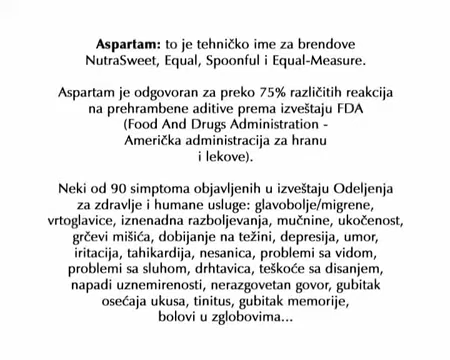 Aspartam: to je tehničko ime za brendove
NutraSweet, Equal, Spoonful i Equal-Measure.
Aspartam je odgovoran za preko 75% različitih reakcija
na prehrambene aditive prema izveštaju FDA
(Food And Drugs Administration -
Američka administracija za hranu
i lekove).
Neki od 90 simptoma objavljenih u izveštaju Odeljenja
za zdravlje i humane usluge: glavobolje/migrene,
vrtoglavice, iznenadna razboljevanja, mučnine, ukočenost,
grčevi mišića, dobijanje na težini, depresija, umor,
iritacija, tahikardija, nesanica, problemi sa vidom,
problemi sa sluhom, drhtavica, teškoće sa disanjem,
napadi uznemirenosti, nerazgovetan govor, gubitak
osećaja ukusa, tinitus, gubitak memorije,
bolovi u zglobovima...